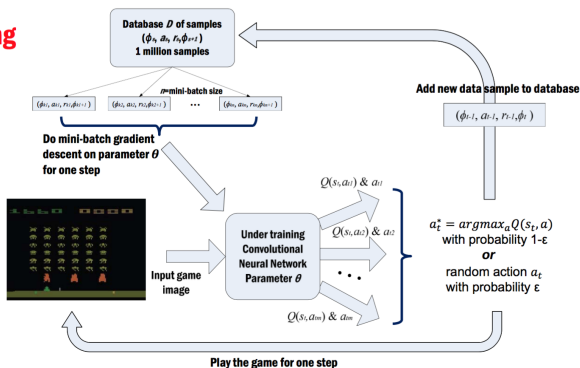 ng
Database D of samples
(ϕs, as, rs, ϕs+1)
1 million samples
n=mini-batch size
(ϕs1, as1, rs1, ϕs1+1)
(ϕs2, as2, rs2, ϕs2+1)
...
(ϕsn, asn, rsn, ϕsn+1)
Add new data sample to database
(ϕt-1, at-1, rt-1, ϕt)
Do mini-batch gradient
descent on parameter θ
for one step
Q(st,at1) & at1
Q(st,at2) & at2
...
Q(st,atm) & atm
Under training
Convolutional
Neural Network
Parameter θ
Input game
image
at* = argmaxaQ(st, a)
with probability 1-ε
or
random action at
with probability ε
Play the game for one step